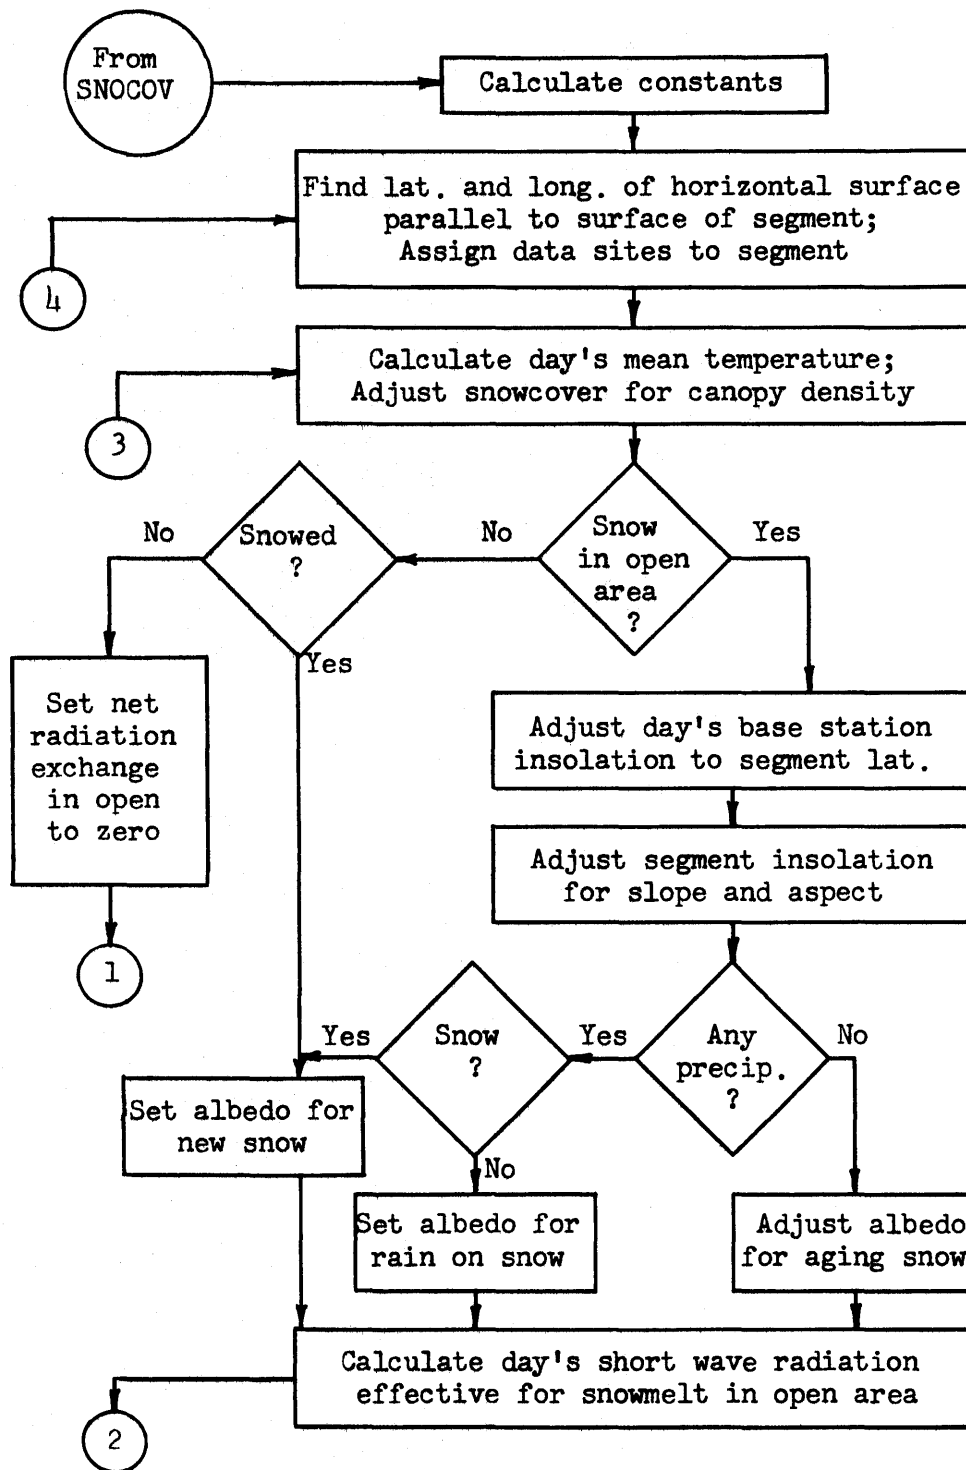 From
SNOCOV
Calculate constants
Find lat. and long. of horizontal surface
parallel to surface of segment;
Assign data sites to segment
4
Calculate day's mean temperature;
Adjust snowcover for canopy density
3
No
Snowed
?
No
Snow
in open
area
?
Yes
Yes
Set net
radiation
exchange
in open
to zero
Adjust day's base station
insolation to segment lat.
Adjust segment insolation
for slope and aspect
1
Yes
Snow
?
Yes
Any
precip.
?
No
Set albedo for
new snow
No
Set albedo for
rain on snow
Adjust albedo
for aging snow
Calculate day's short wave radiation
effective for snowmelt in open area
2